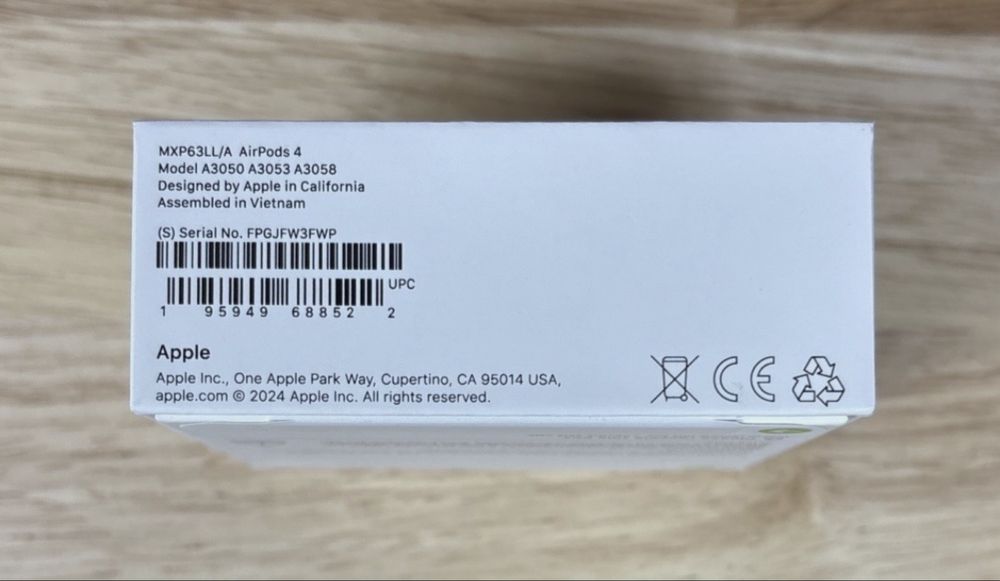 MXP63LL/A AirPods 4
Model A3050 A3053 A3058
Designed by Apple in California
Assembled in Vietnam
(S) Serial No. FPGJFW3FWP
UPC
1 95949 68852 2
Apple
Apple Inc., One Apple Park Way, Cupertino, CA 95014 USA,
apple.com © 2024 Apple Inc. All rights reserved.
CE